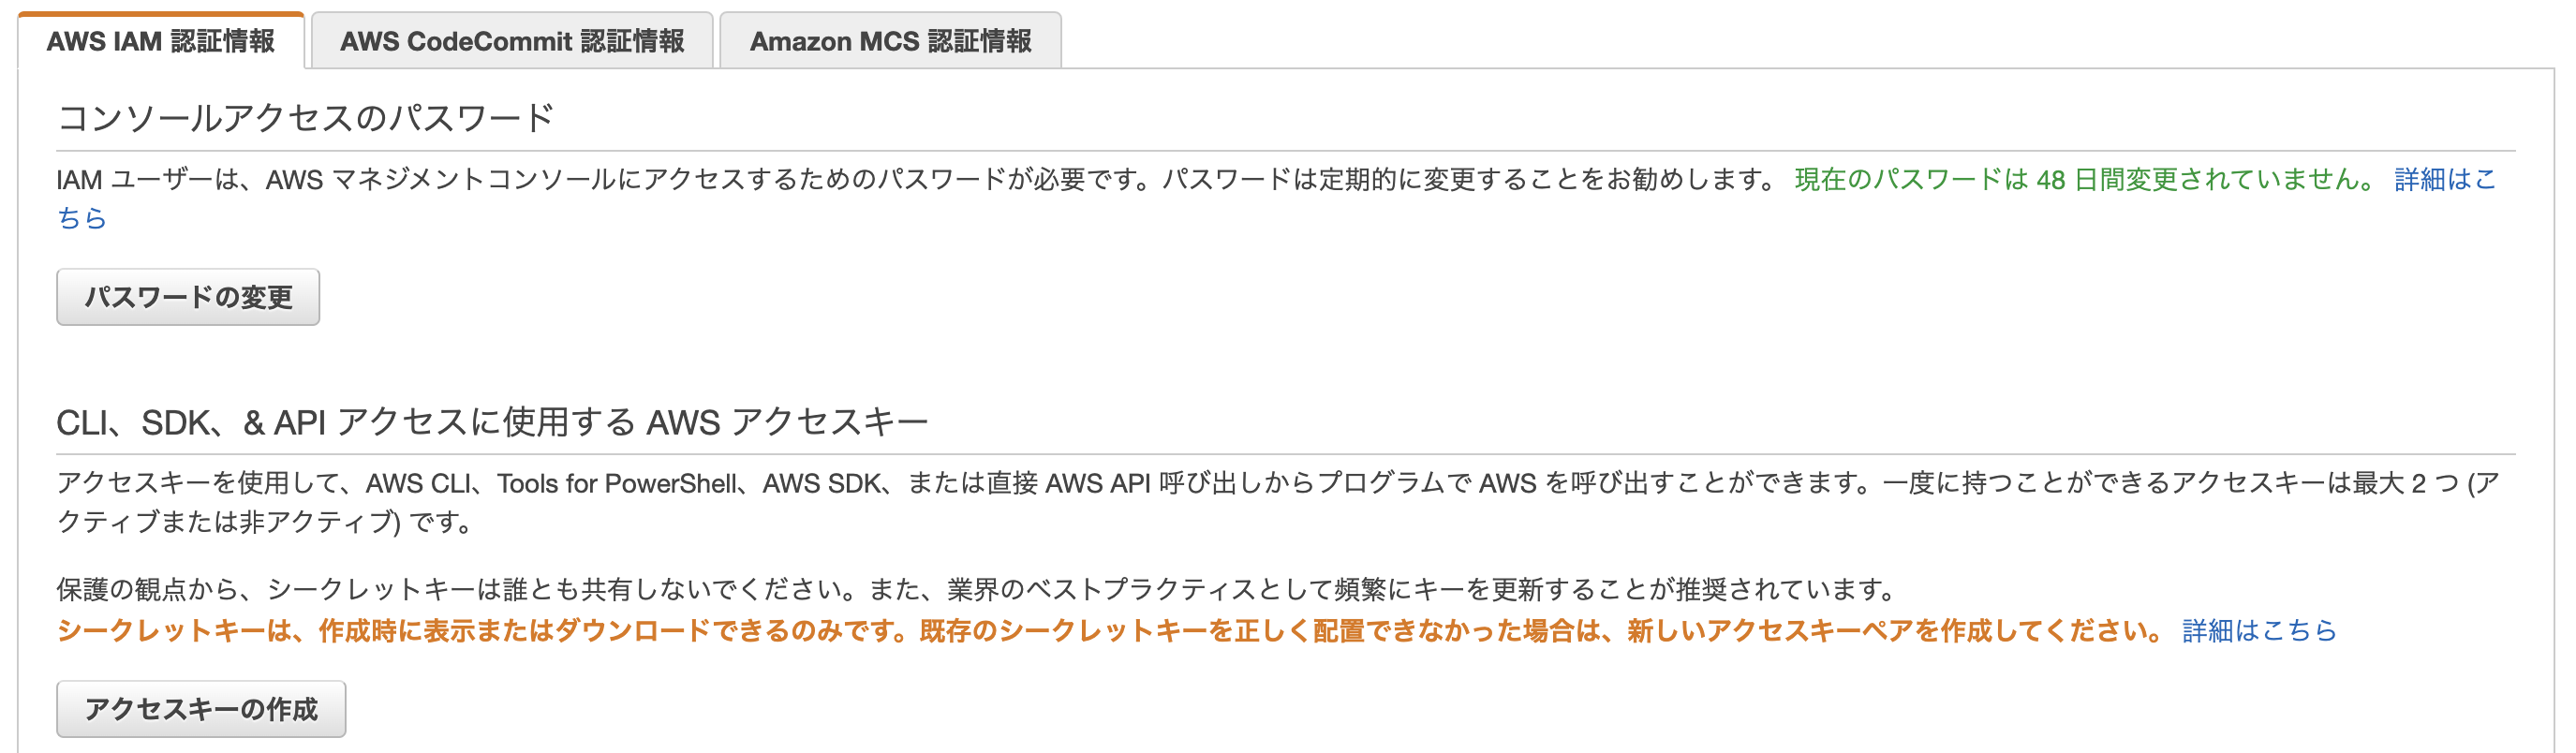 AWS IAM 認証情報
AWS CodeCommit 認証情報
Amazon MCS 認証情報
コンソールアクセスのパスワード
IAM ユーザーは、AWS マネジメントコンソールにアクセスするためのパスワードが必要です。パスワードは定期的に変更することをお勧めします。 現在のパスワードは 48 日間変更されていません。 詳細はこ
ちら
パスワードの変更
CLI、SDK、& API アクセスに使用する AWS アクセスキー
アクセスキーを使用して、AWS CLI、Tools for PowerShell、AWS SDK、または直接 AWS API 呼び出しからプログラムで AWS を呼び出すことができます。一度に持つことができるアクセスキーは最大 2 つ (ア
クティブまたは非アクティブ) です。
保護の観点から、シークレットキーは誰とも共有しないでください。また、業界のベストプラクティスとして頻繁にキーを更新することが推奨されています。
シークレットキーは、作成時に表示またはダウンロードできるのみです。既存のシークレットキーを正しく配置できなかった場合は、新しいアクセスキーペアを作成してください。 詳細はこちら
アクセスキーの作成